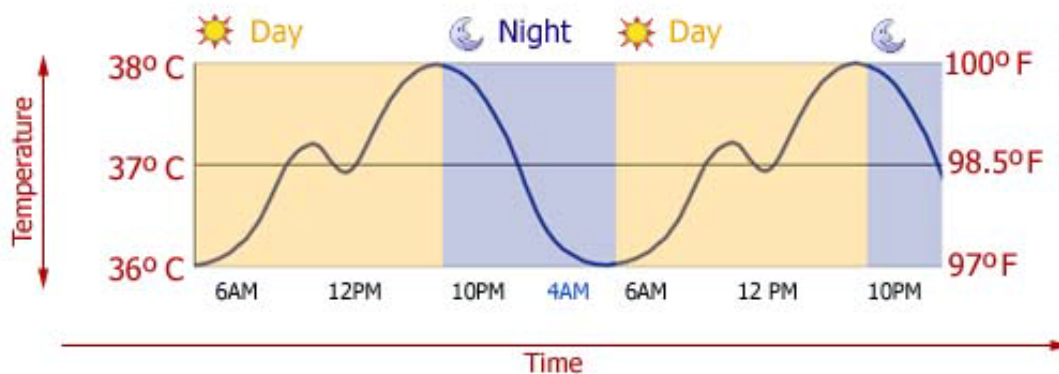 Day Night Day
38º C 100º F
Temperature
37º C 98.5ºF
36º C 97º F
6AM 12PM 10PM 4AM 6AM 12 PM 10PM
Time